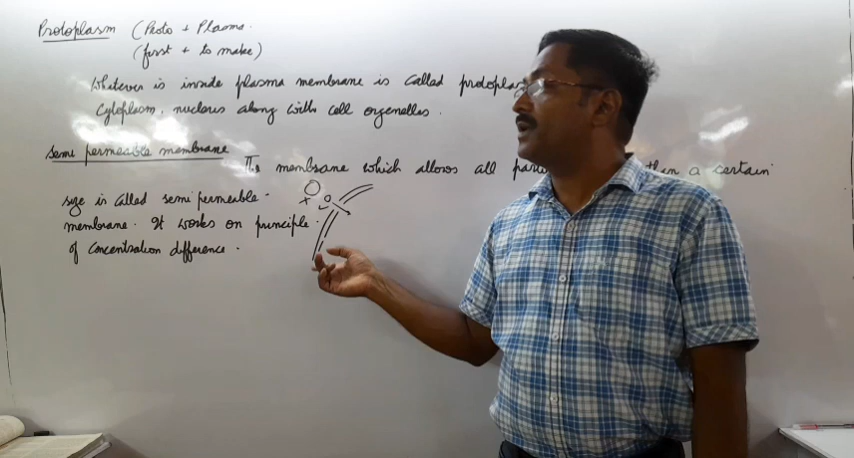 Protoplasm (Proto + Plasma.
(first + to make)
Whatever is inside plasma membrane is called protoplas
Cytoplasm, nucleus along with cell organelles.
Semi permeable membrane The membrane which allows all par than a certain
size is called semi permeable-
membrane. It works on principle.
of concentration difference.